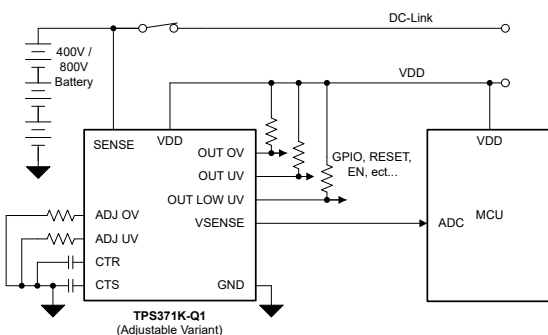 DC-Link
400V /
800V
Battery
VDD
SENSE
VDD
VDD
OUT OV
OUT UV
GPIO, RESET,
EN, ect...
OUT LOW UV
ADJ OV
VSENSE
ADC
MCU
ADJ UV
CTR
CTS
GND
TPS371K-Q1
(Adjustable Variant)